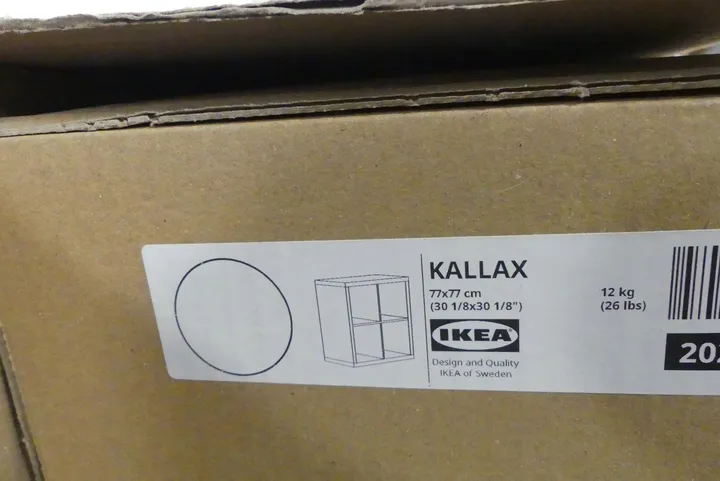 KALLAX
77x77 cm
(30 1/8x30 1/8")
12 kg
(26 lbs)
IKEA
Design and Quality
IKEA of Sweden
202